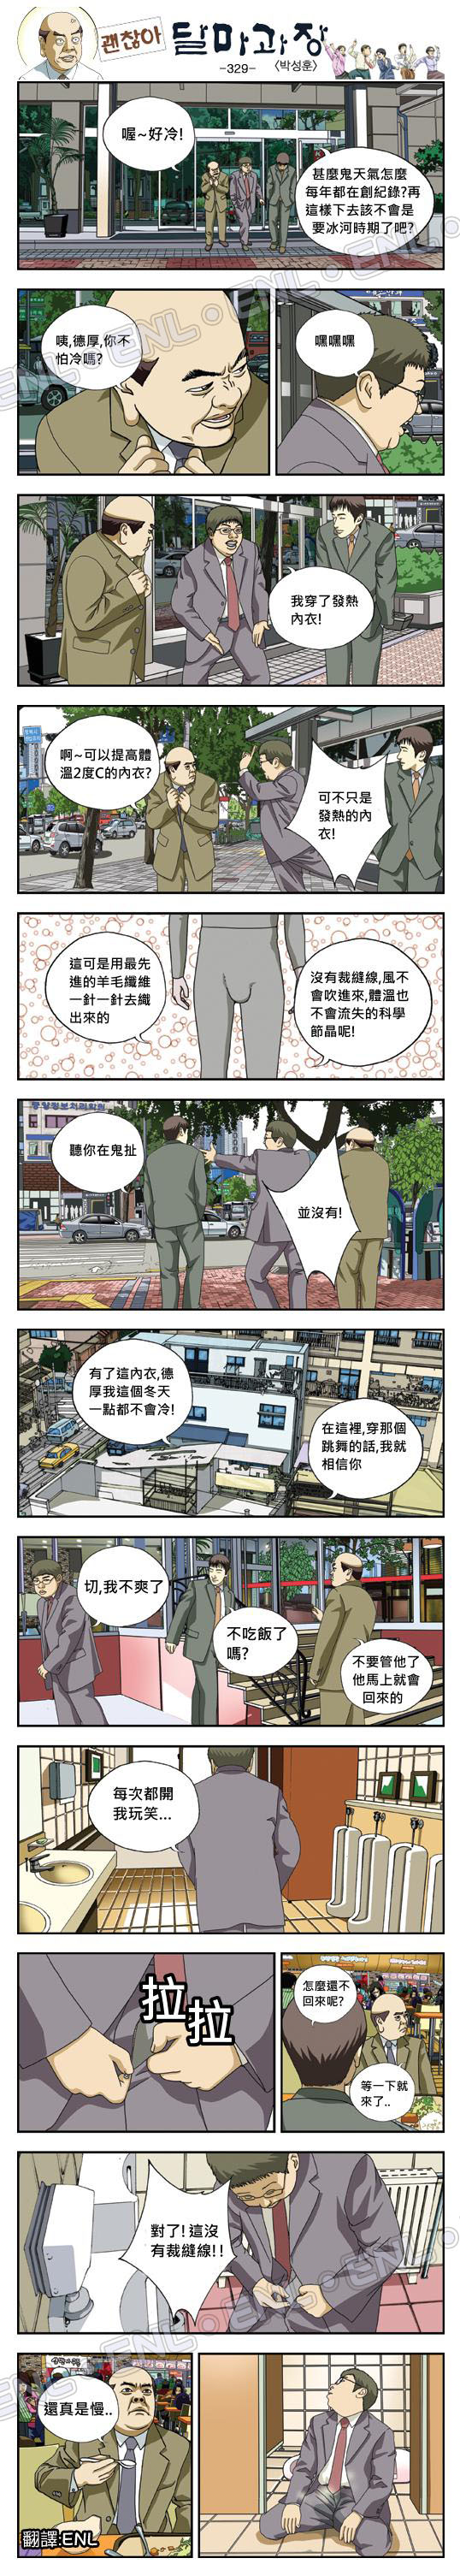 괜찮아
달마과장
-329-
〈박성훈〉
喔~好冷!
甚麼鬼天氣怎麼
每年都在創紀錄?再
這樣下去該不會是
要冰河時期了吧?
咦,德厚,你不
怕冷嗎?
嘿嘿嘿
我穿了發熱
內衣!
啊~可以提高體
溫2度C的內衣?
可不只是
發熱的內
衣!
這可是用最先
進的羊毛纖維
一針一針去織
出來的
沒有裁縫線,風不
會吹進來,體溫也
不會流失的科學
節晶呢!
聽你在鬼扯
並沒有!
有了這內衣,德
厚我這個冬天
一點都不會冷!
在這裡,穿那個
跳舞的話,我就
相信你
切,我不爽了
不吃飯了
嗎?
不要管他了
他馬上就會
回來的
每次都開
我玩笑...
拉
拉
怎麼還不
回來呢?
等一下就
來了..
對了!這沒
有裁縫線!!
還真是慢..
翻譯:ENL
ENL